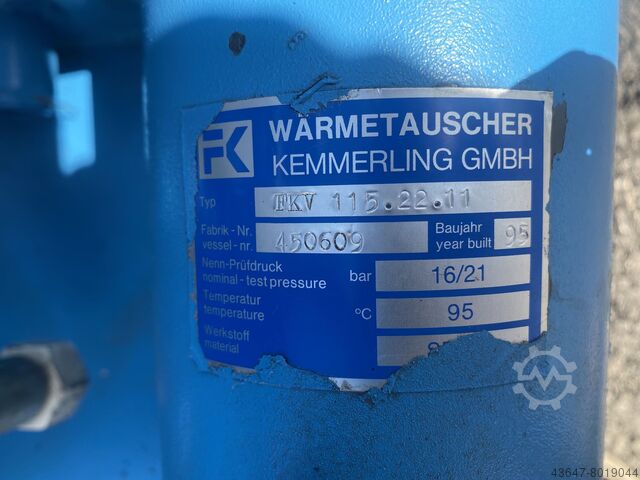 FK WÄRMETAUSCHER
KEMMERLING GMBH
Typ FKV 115.22.11
Fabrik-Nr. Baujahr
vessel-nr. 450609 year built 95
Nenn-Prüfdruck
nominal-test pressure bar 16/21
Temperatur
temperature °C 95
Werkstoff
material
43647-8019044